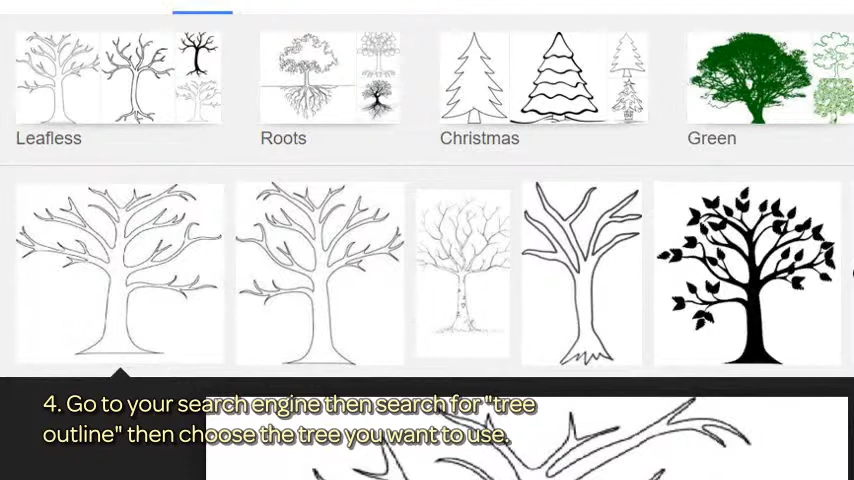 Leafless
Roots
Christmas
Green
4. Go to your search engine then search for "tree
outline" then choose the tree you want to use.